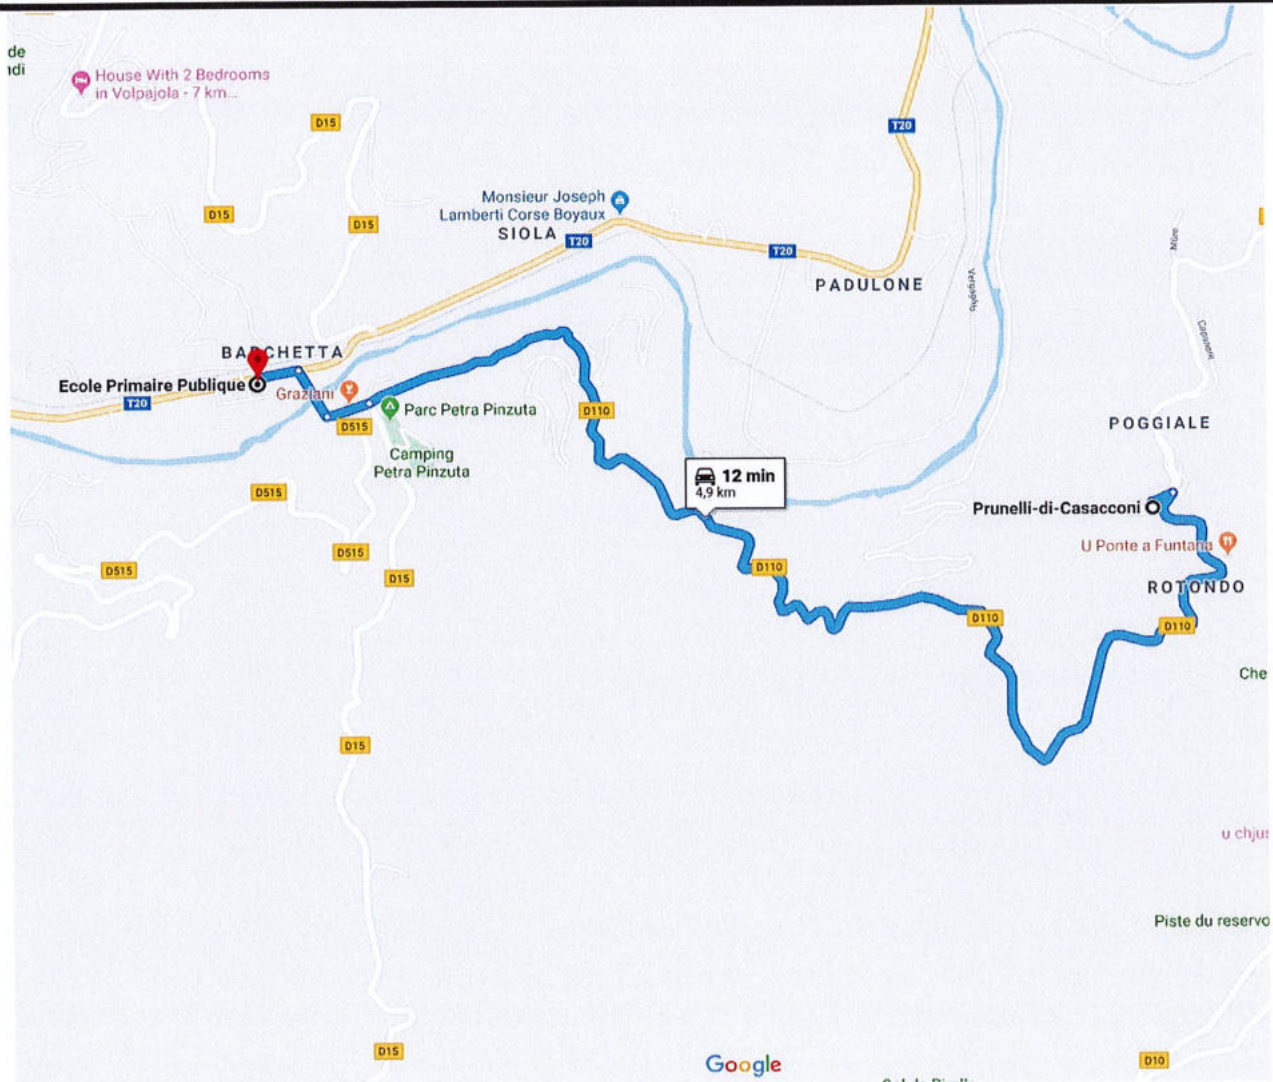 de
ndi
House With 2 Bedrooms
in Volpajola - 7 km...
D15
T20
D15
D15
Monsieur Joseph
Lamberti Corse Boyaux
SIOLA
T20
T20
PADULONE
Vergaghio
BARCHETTA
Ecole Primaire Publique
T20
Graziani
D515
Parc Petra Pinzuta
Camping
Petra Pinzuta
D110
POGGIALE
12 min
4,9 km
D515
Prunelli-di-Casacconi
U Ponte a Funtana
D515
D515
D15
D110
ROTONDO
D110
D110
Che
D15
u chjus
Piste du reservo
D15
Google
D10